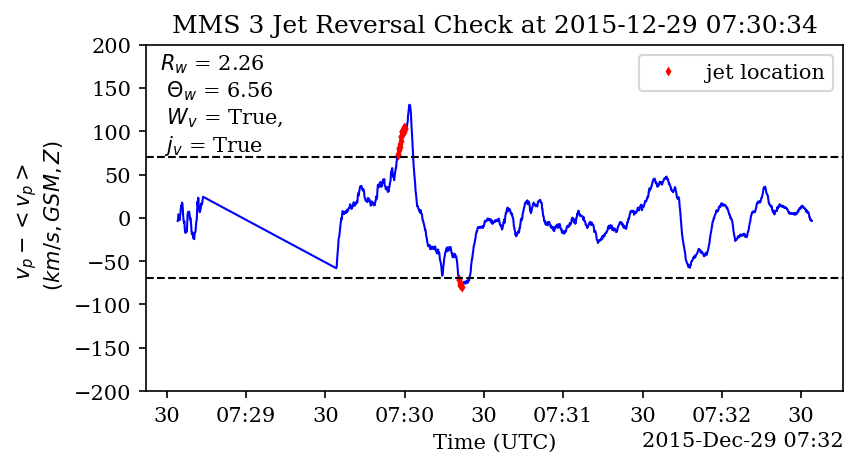 MMS 3 Jet Reversal Check at 2015-12-29 07:30:34
R_w = 2.26
Θ_w = 6.56
W_v = True,
j_v = True
jet location
v_p − < v_p >
(km/s, GSM, Z)
200
150
100
50
0
−50
−100
−150
−200
30 07:29 30 07:30 30 07:31 30 07:32 30
Time (UTC)
2015-Dec-29 07:32